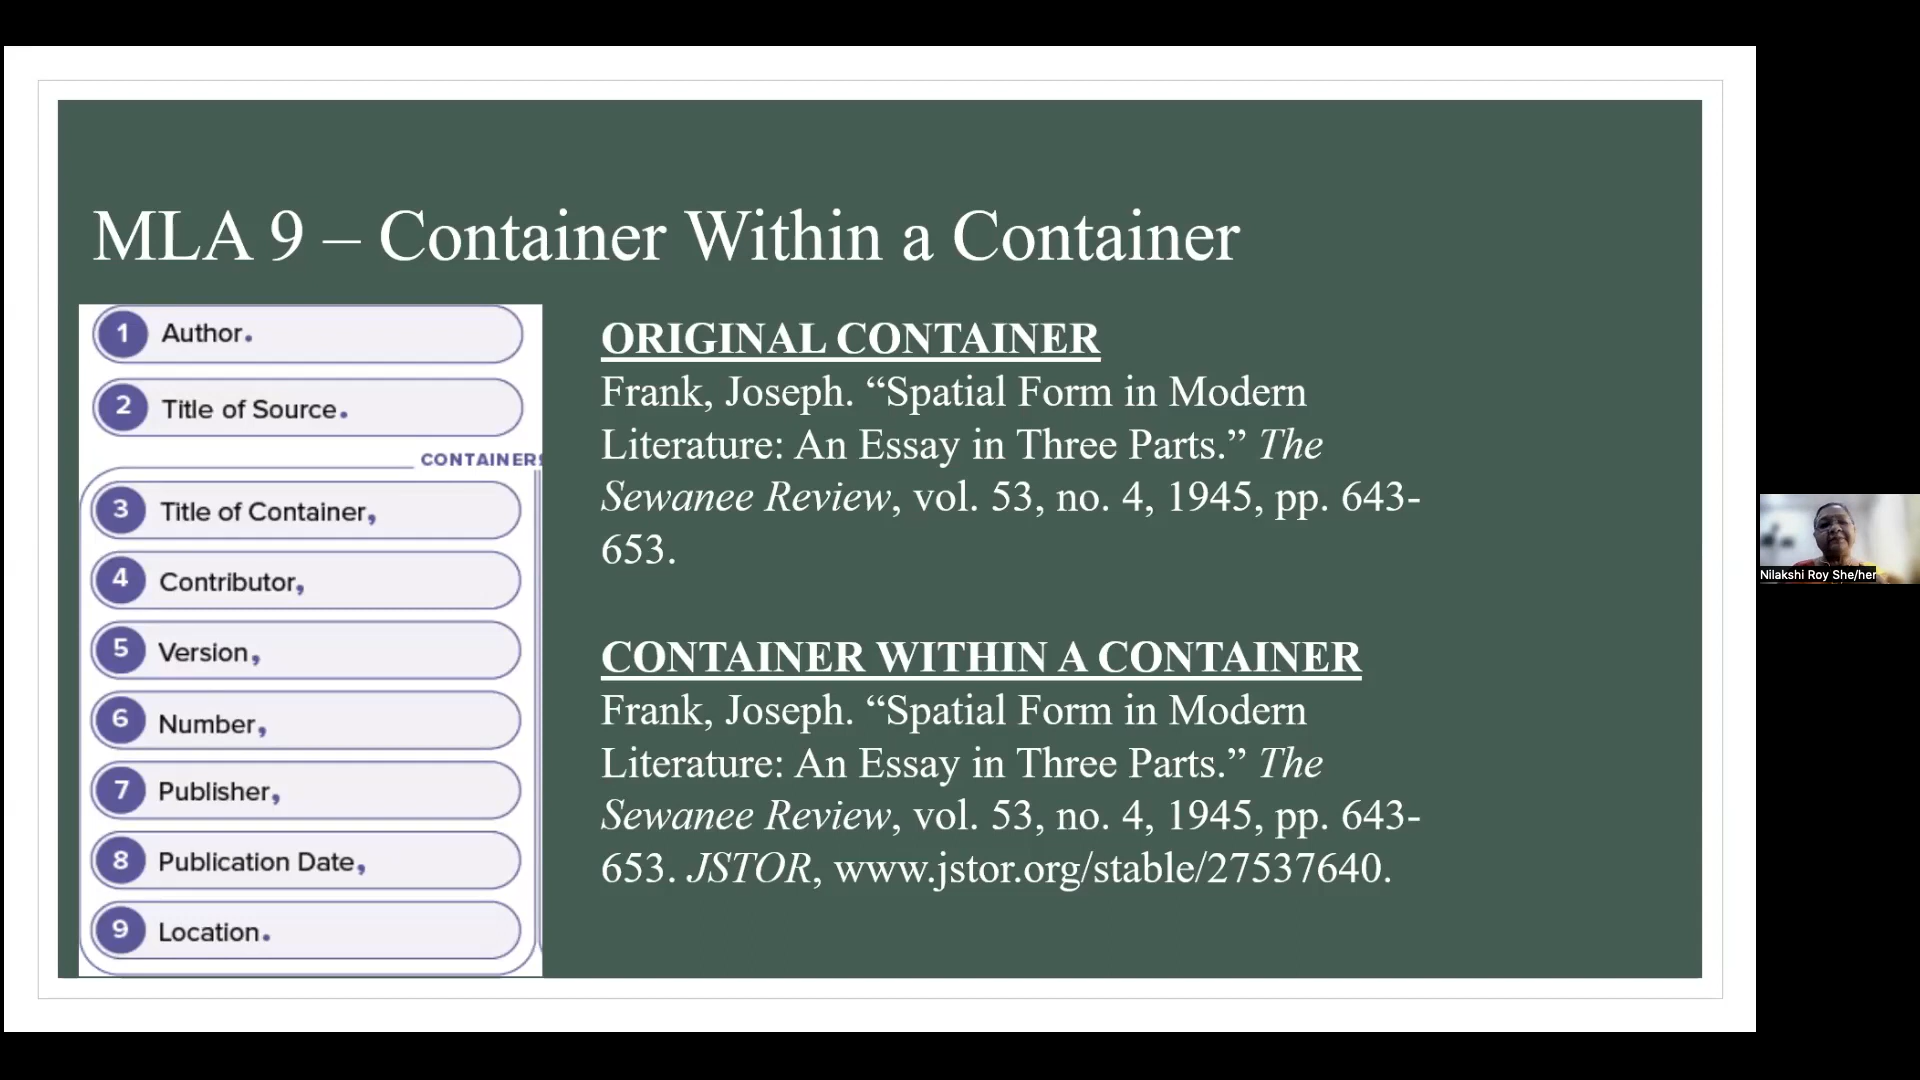 MLA 9 – Container Within a Container
1 Author.
2 Title of Source.
CONTAINERS
3 Title of Container,
4 Contributor,
5 Version,
6 Number,
7 Publisher,
8 Publication Date,
9 Location.
ORIGINAL CONTAINER
Frank, Joseph. “Spatial Form in Modern
Literature: An Essay in Three Parts.” The
Sewanee Review, vol. 53, no. 4, 1945, pp. 643-
653.
CONTAINER WITHIN A CONTAINER
Frank, Joseph. “Spatial Form in Modern
Literature: An Essay in Three Parts.” The
Sewanee Review, vol. 53, no. 4, 1945, pp. 643-
653. JSTOR, www.jstor.org/stable/27537640.
Nilakshi Roy She/her